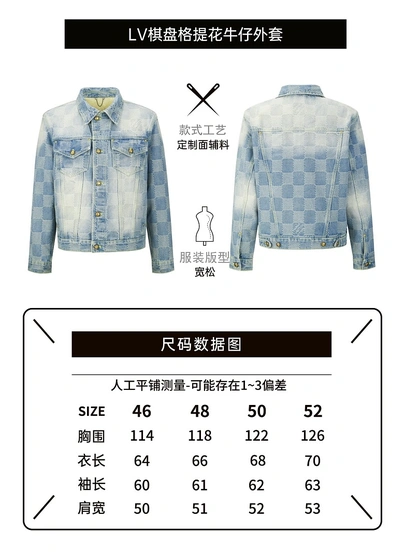 LV棋盘格提花牛仔外套
款式工艺
定制面辅料
服装版型
宽松
尺码数据图
人工平铺测量-可能存在1~3偏差
SIZE 46 48 50 52
胸围 114 118 122 126
衣长 64 66 68 70
袖长 60 61 62 63
肩宽 50 51 52 53